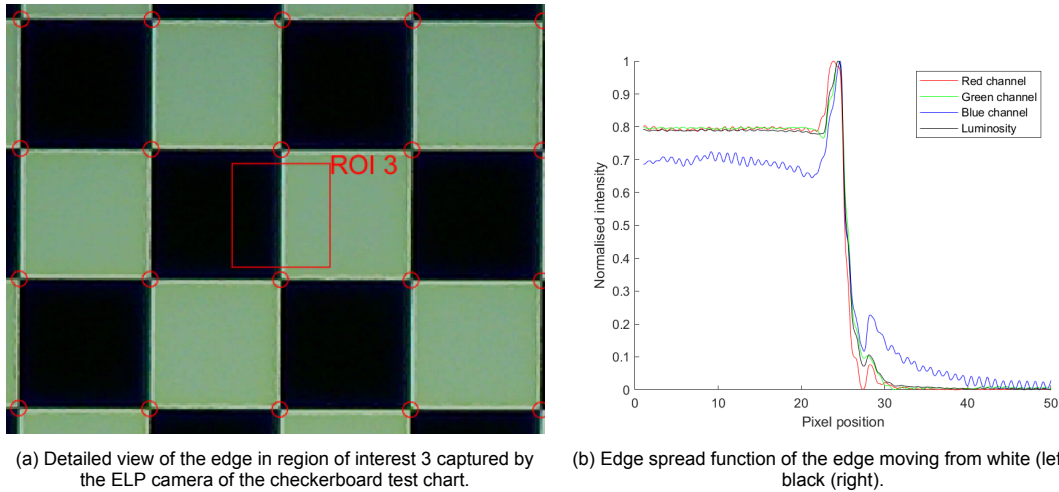 ROI 3
(a) Detailed view of the edge in region of interest 3 captured by
the ELP camera of the checkerboard test chart.
1
0.9
0.8
0.7
0.6
0.5
0.4
0.3
0.2
0.1
0
Normalised intensity
0 10 20 30 40 50
Pixel position
Red channel
Green channel
Blue channel
Luminosity
(b) Edge spread function of the edge moving from white (lef
black (right).